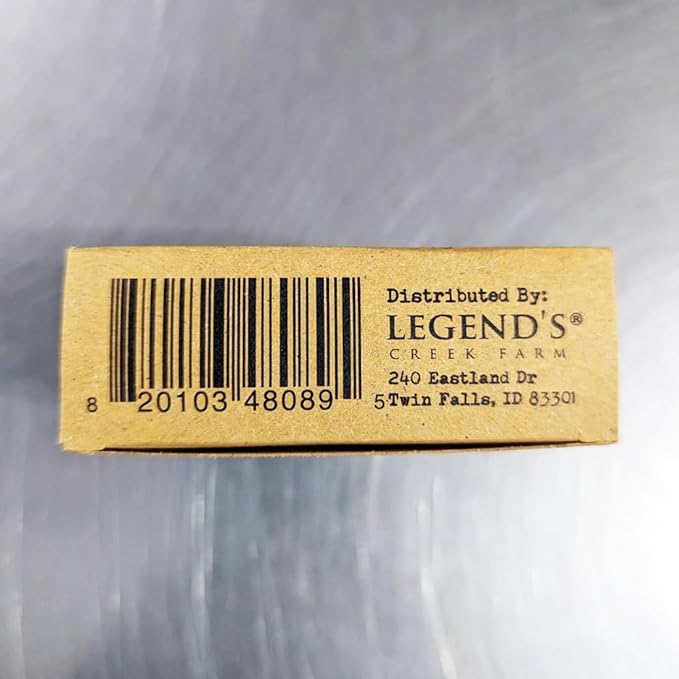 8 20103 48089 5
Distributed By:
LEGEND'S®
CREEK FARM
240 Eastland Dr
Twin Falls, ID 83301